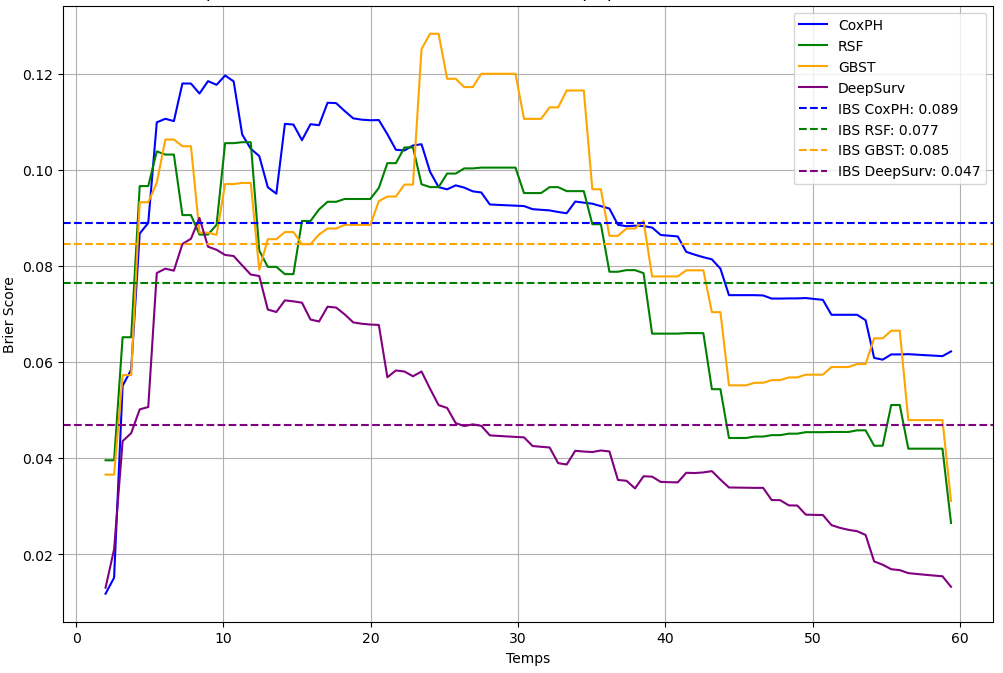 CoxPH
RSF
GBST
DeepSurv
IBS CoxPH: 0.089
IBS RSF: 0.077
IBS GBST: 0.085
IBS DeepSurv: 0.047
Brier Score
0.12
0.10
0.08
0.06
0.04
0.02
0 10 20 30 40 50 60
Temps